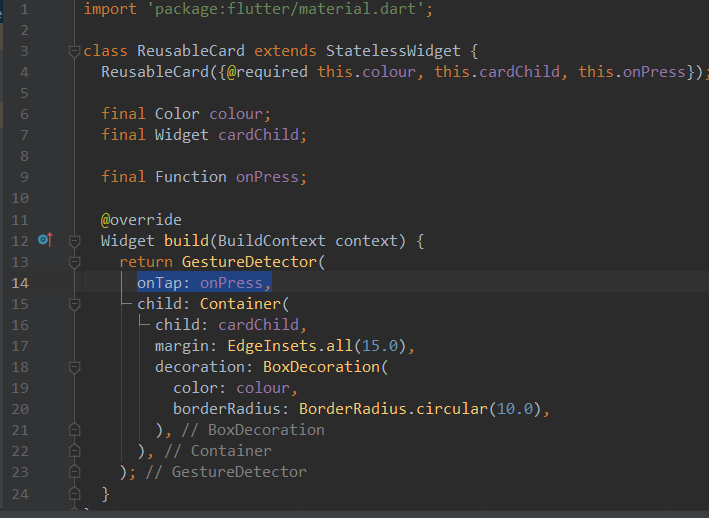 1 import 'package:flutter/material.dart';
2
3 class ReusableCard extends StatelessWidget {
4 ReusableCard({@required this.colour, this.cardChild, this.onPress});
5
6 final Color colour;
7 final Widget cardChild;
8
9 final Function onPress;
10
11 @override
12 Widget build(BuildContext context) {
13 return GestureDetector(
14 onTap: onPress,
15 child: Container(
16 child: cardChild,
17 margin: EdgeInsets.all(15.0),
18 decoration: BoxDecoration(
19 color: colour,
20 borderRadius: BorderRadius.circular(10.0),
21 ), // BoxDecoration
22 ), // Container
23 ); // GestureDetector
24 }